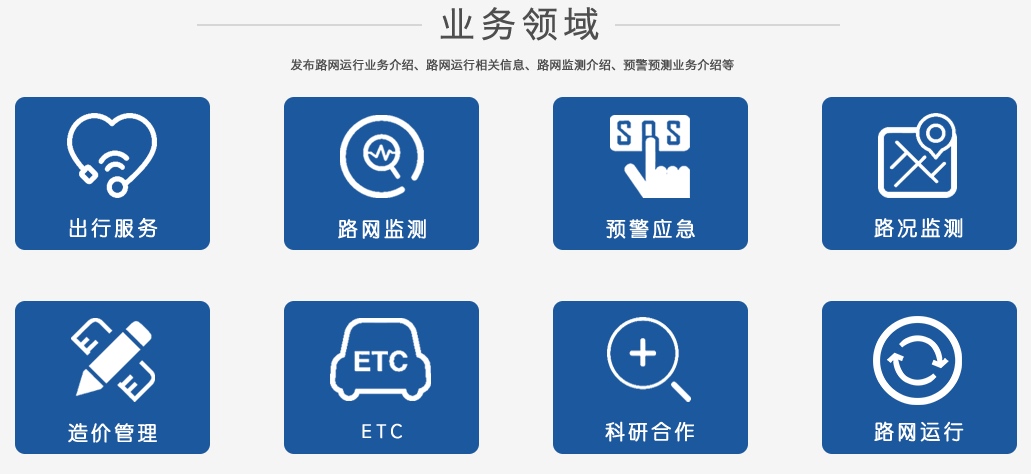 业务领域
发布路网运行业务介绍、路网运行相关信息、路网监测介绍、预警预测业务介绍等
SOS
出行服务
路网监测
预警应急
路况监测
E
E
ETC
造价管理
ETC
科研合作
路网运行